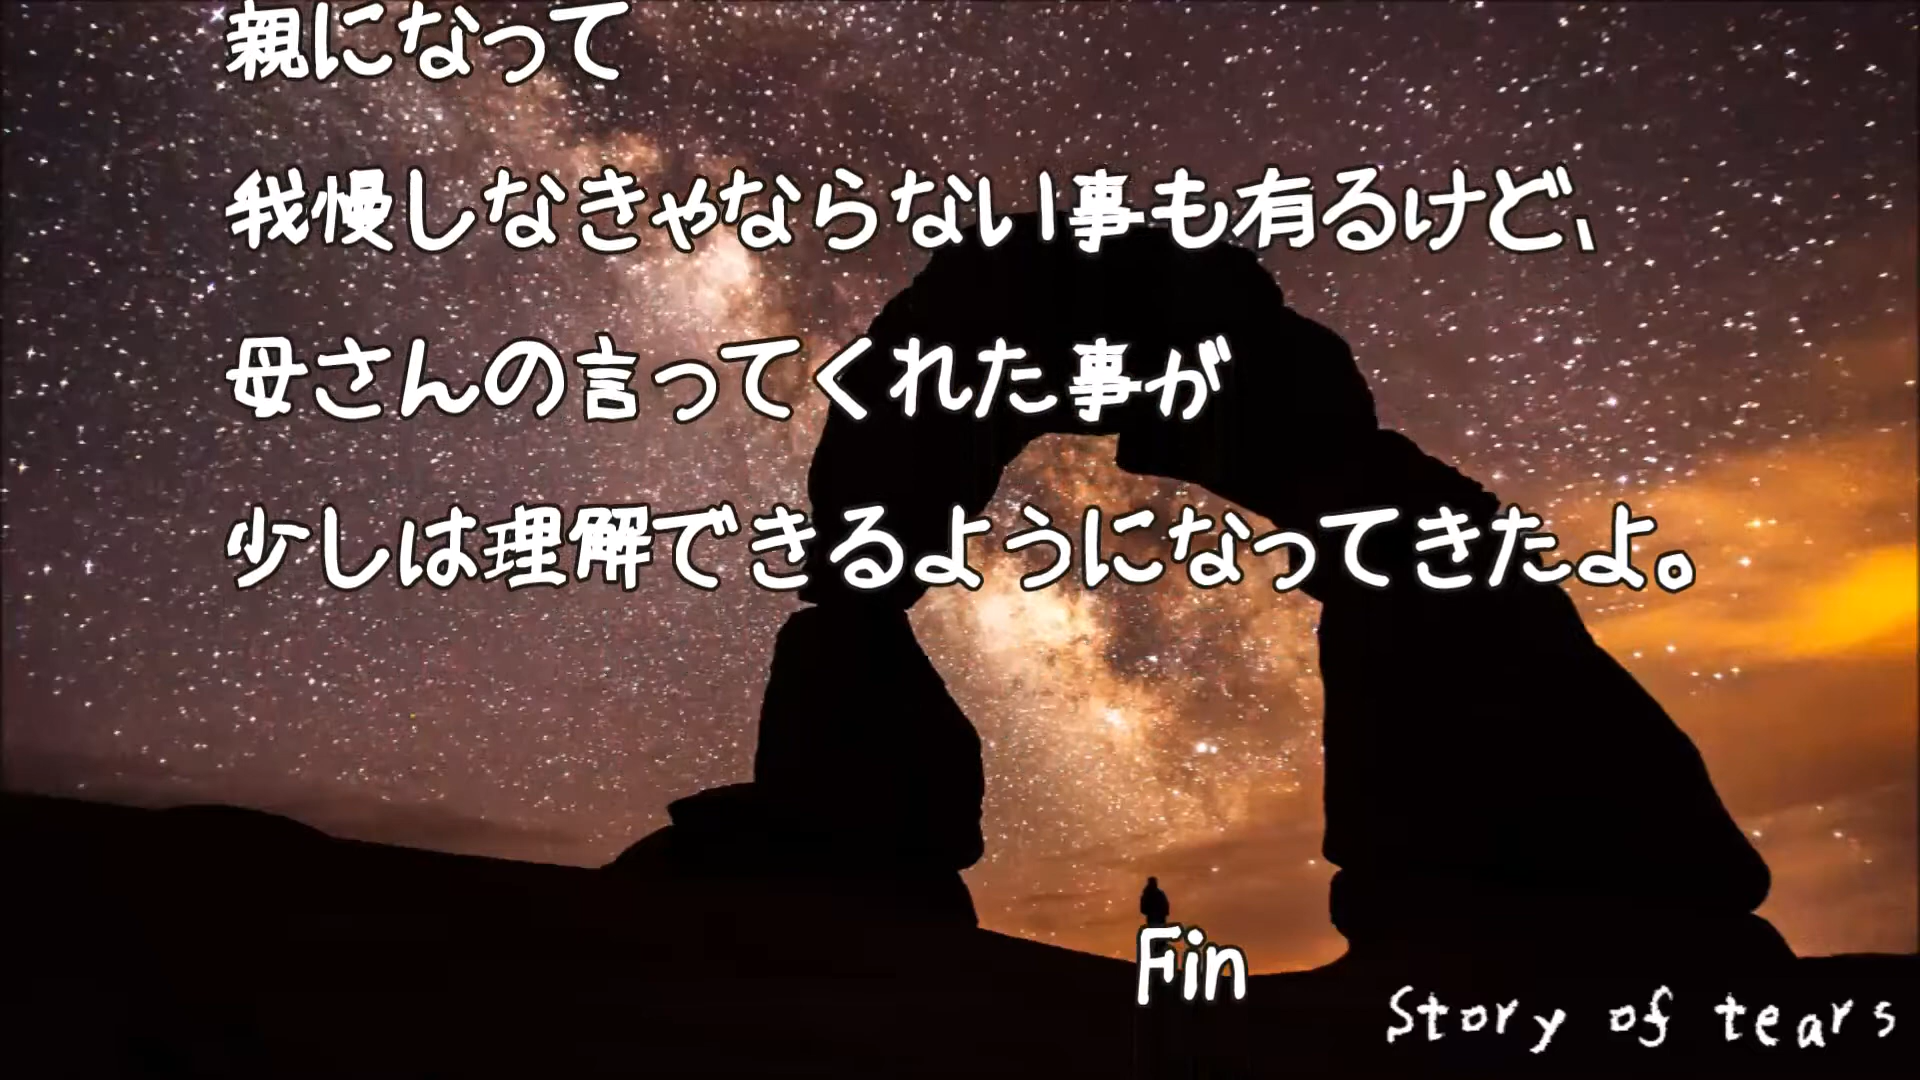 親になって
我慢しなきゃならない事も有るけど、
母さんの言ってくれた事が
少しは理解できるようになってきたよ。
Fin
Story of tears